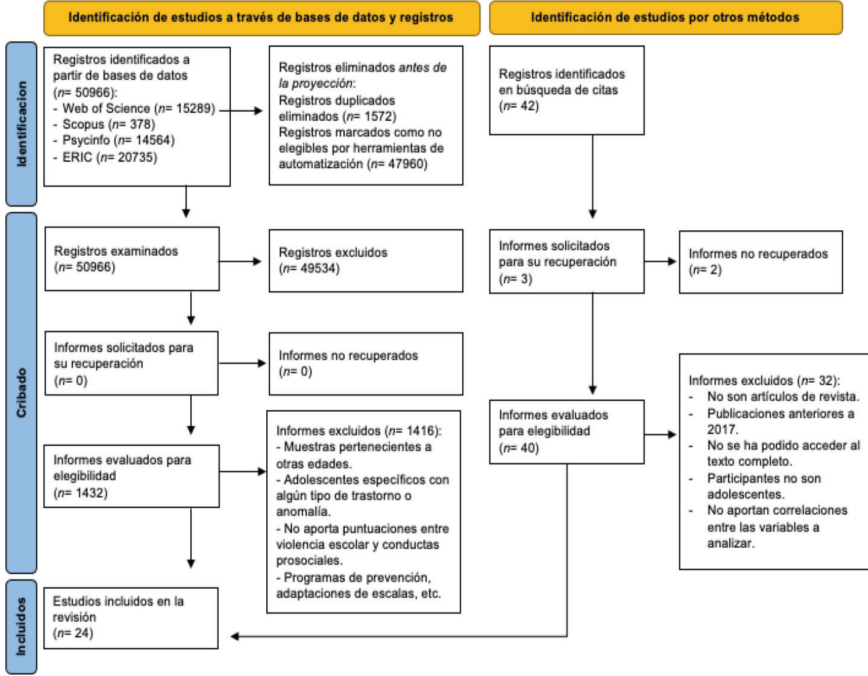 Identificación de estudios a través de bases de datos y registros
Identificación de estudios por otros métodos
Identificacion
Registros identificados a
partir de bases de datos
(n= 50966):
- Web of Science (n= 15289)
- Scopus (n= 378)
- Psycinfo (n= 14564)
- ERIC (n= 20735)
Registros eliminados antes de
la proyección:
Registros duplicados
eliminados (n= 1572)
Registros marcados como no
elegibles por herramientas de
automatización (n= 47960)
Registros identificados
en búsqueda de citas
(n= 42)
Cribado
Registros examinados
(n= 50966)
Registros excluidos
(n= 49534)
Informes solicitados
para su recuperación
(n= 3)
Informes no recuperados
(n= 2)
Informes solicitados para
su recuperación
(n= 0)
Informes no recuperados
(n= 0)
Informes evaluados para
elegibilidad
(n= 1432)
Informes excluidos (n= 1416):
- Muestras pertenecientes a
otras edades.
- Adolescentes específicos con
algún tipo de trastorno o
anomalía.
- No aporta puntuaciones entre
violencia escolar y conductas
prosociales.
- Programas de prevención,
adaptaciones de escalas, etc.
Informes evaluados
para elegibilidad
(n= 40)
Informes excluidos (n= 32):
- No son artículos de revista.
- Publicaciones anteriores a
2017.
- No se ha podido acceder al
texto completo.
- Participantes no son
adolescentes.
- No aportan correlaciones
entre las variables a
analizar.
Incluidos
Estudios incluidos en la
revisión
(n= 24)